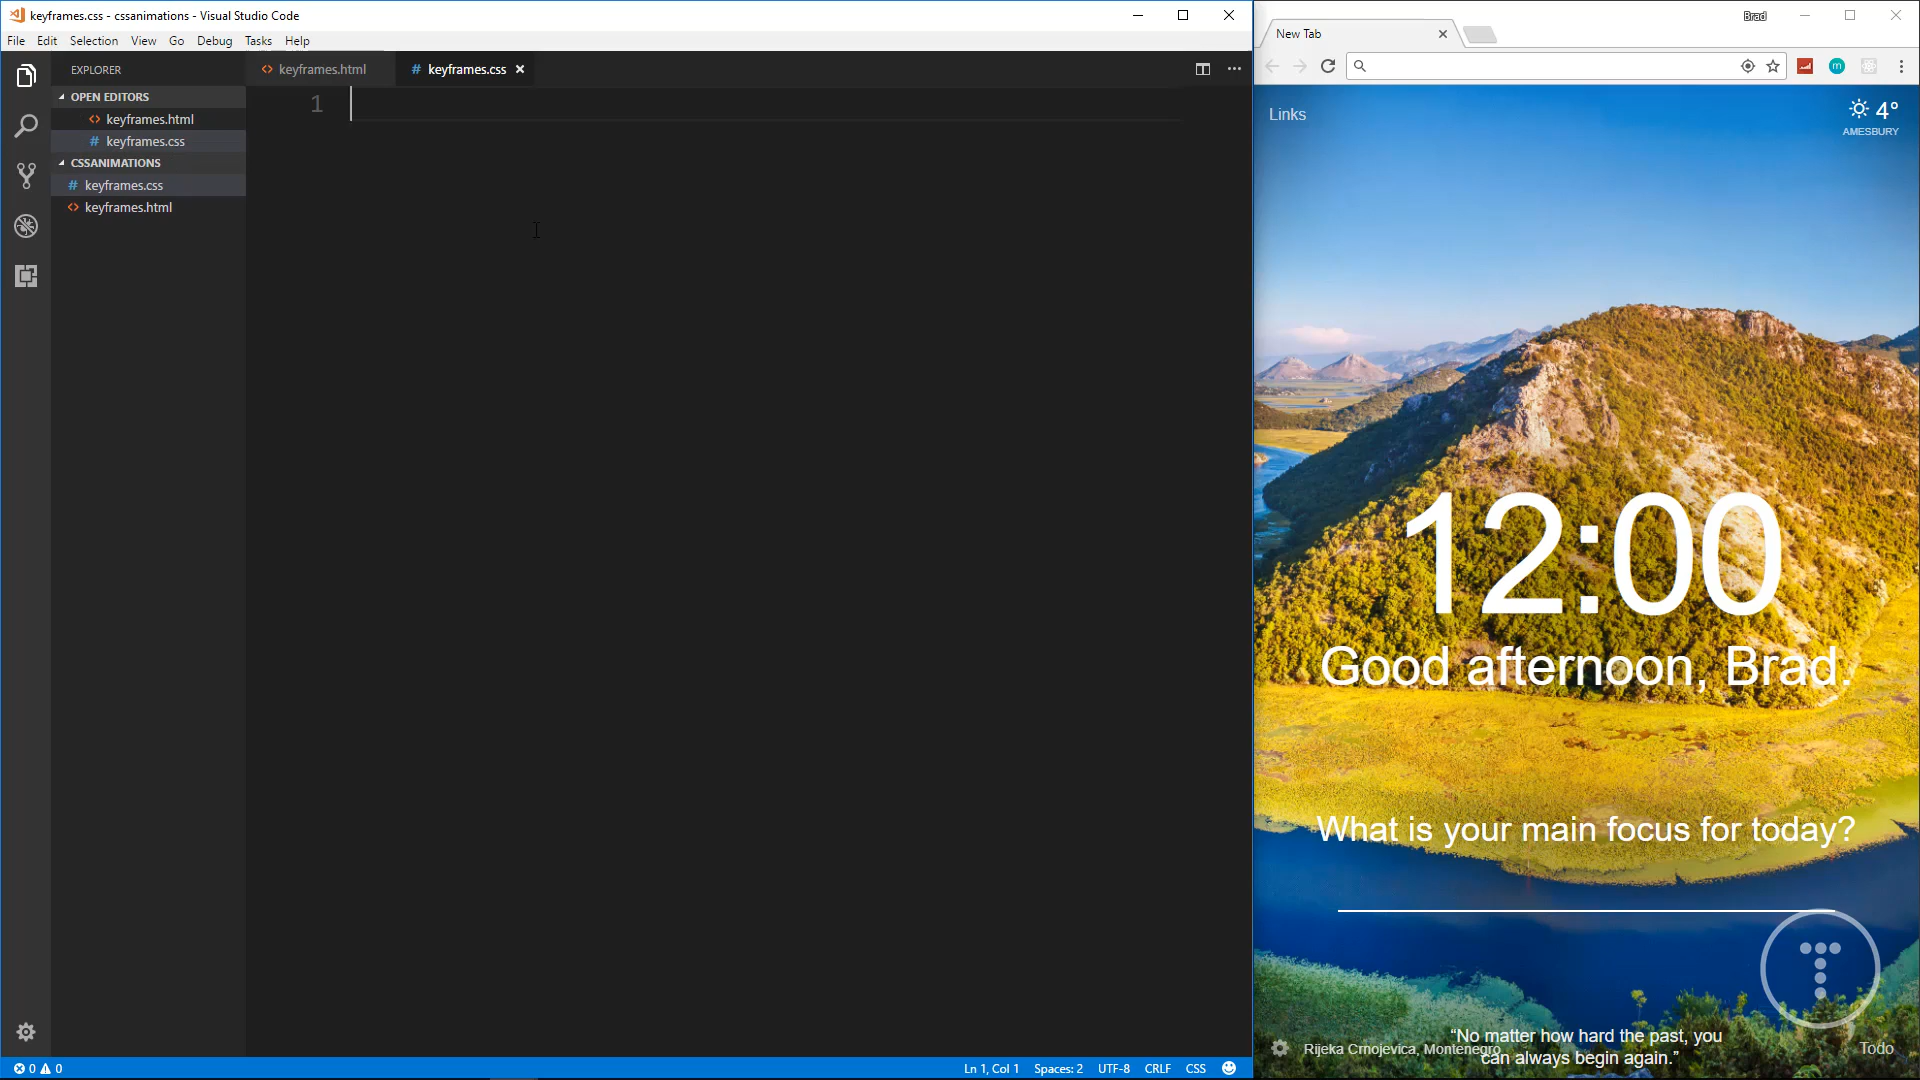 keyframes.css - cssanimations - Visual Studio Code
File Edit Selection View Go Debug Tasks Help
EXPLORER
OPEN EDITORS
keyframes.html
keyframes.css
CSSANIMATIONS
keyframes.css
keyframes.html
keyframes.html
keyframes.css
1
0 0
Ln 1, Col 1 Spaces: 2 UTF-8 CRLF CSS
Brad
New Tab
m
Links
4°
AMESBURY
12:00
Good afternoon, Brad.
What is your main focus for today?
T
“No matter how hard the past, you
can always begin again.”
Rijeka Crnojevica, Montenegro
Todo